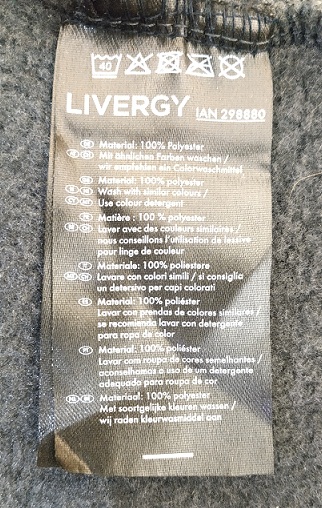 40
LIVERGY IAN 298880
Material: 100% Polyester
Mit ähnlichen Farben waschen /
wir empfehlen ein Colorwaschmittel
Material: 100% polyester
Wash with similar colours /
Use colour detergent
Matière : 100% polyester
Laver avec des couleurs similaires /
nous conseillons l'utilisation de lessive
pour linge de couleur
Materiale: 100% poliestere
Lavare con colori simili / si consiglia
un detersivo per capi colorati
Material: 100% poliéster
Lavar con prendas de colores similares /
se recomienda lavar con detergente
para ropa de color
Material: 100% poliéster
Lavar com roupa de cores semelhantes /
aconselhamos o uso de um detergente
adequado para roupa de cor
Materiaal: 100% polyester
Met soortgelijke kleuren wassen /
wij raden kleurwasmiddel aan